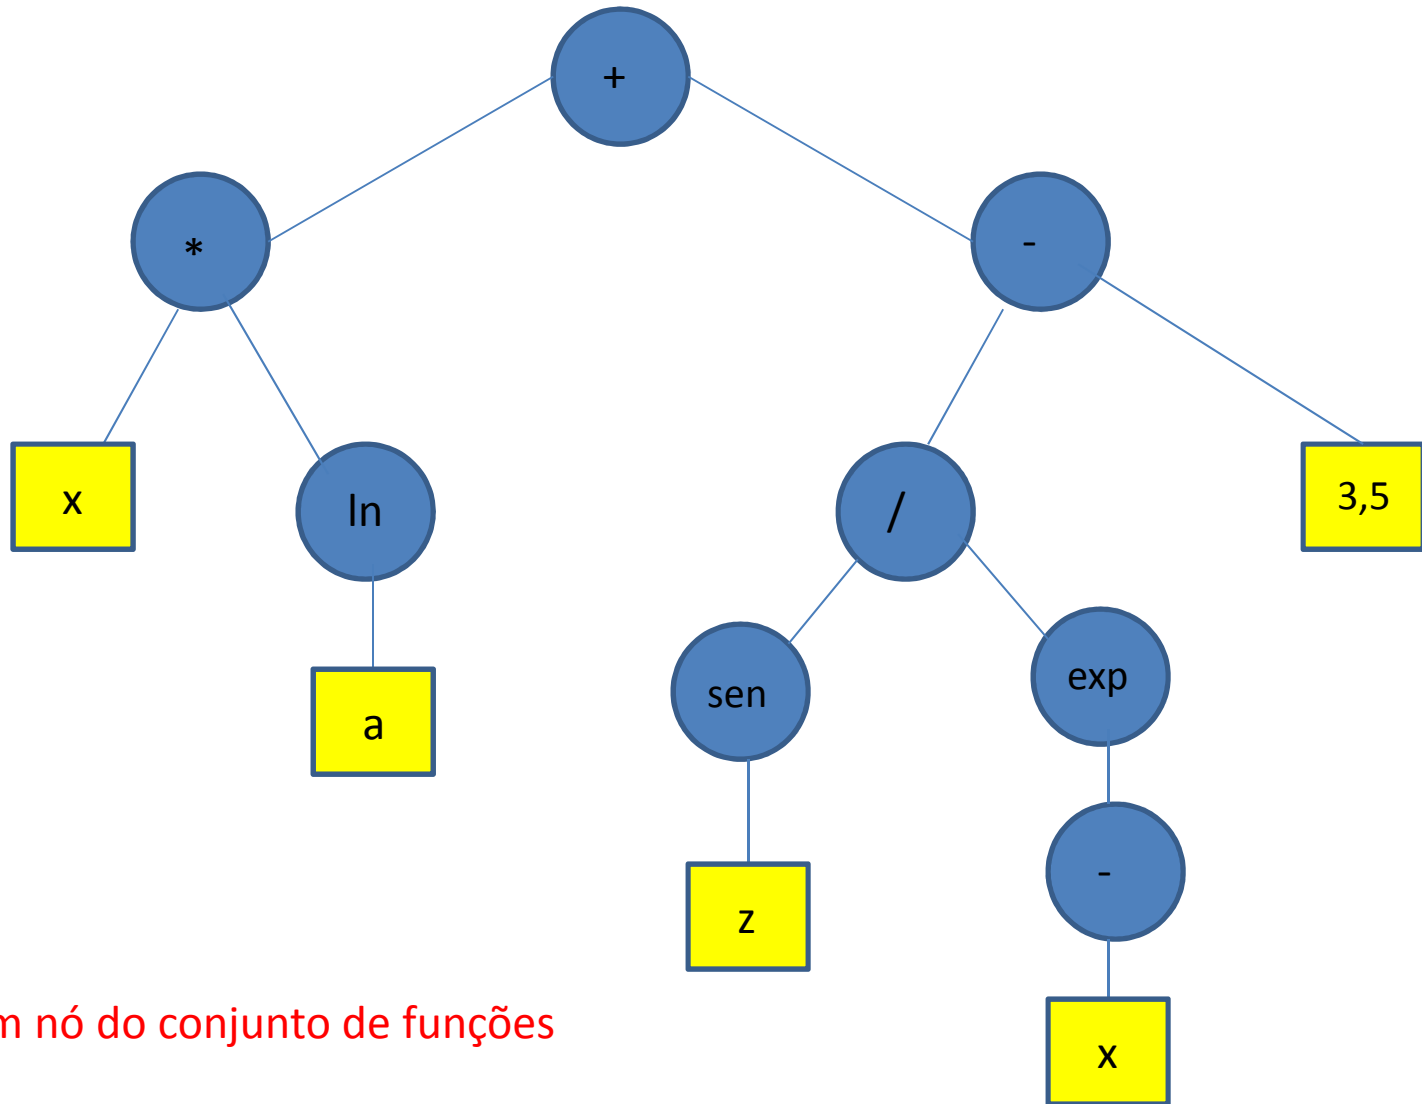 +
*
-
x
ln
/
3,5
sen
exp
a
z
-
nó do conjunto de funções
x